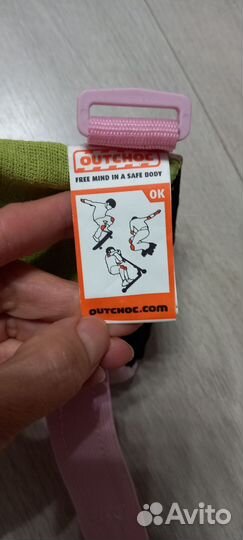 OUTCHOC
FREE MIND IN A SAFE BODY
OK
OUTCHOC.COM
Avito